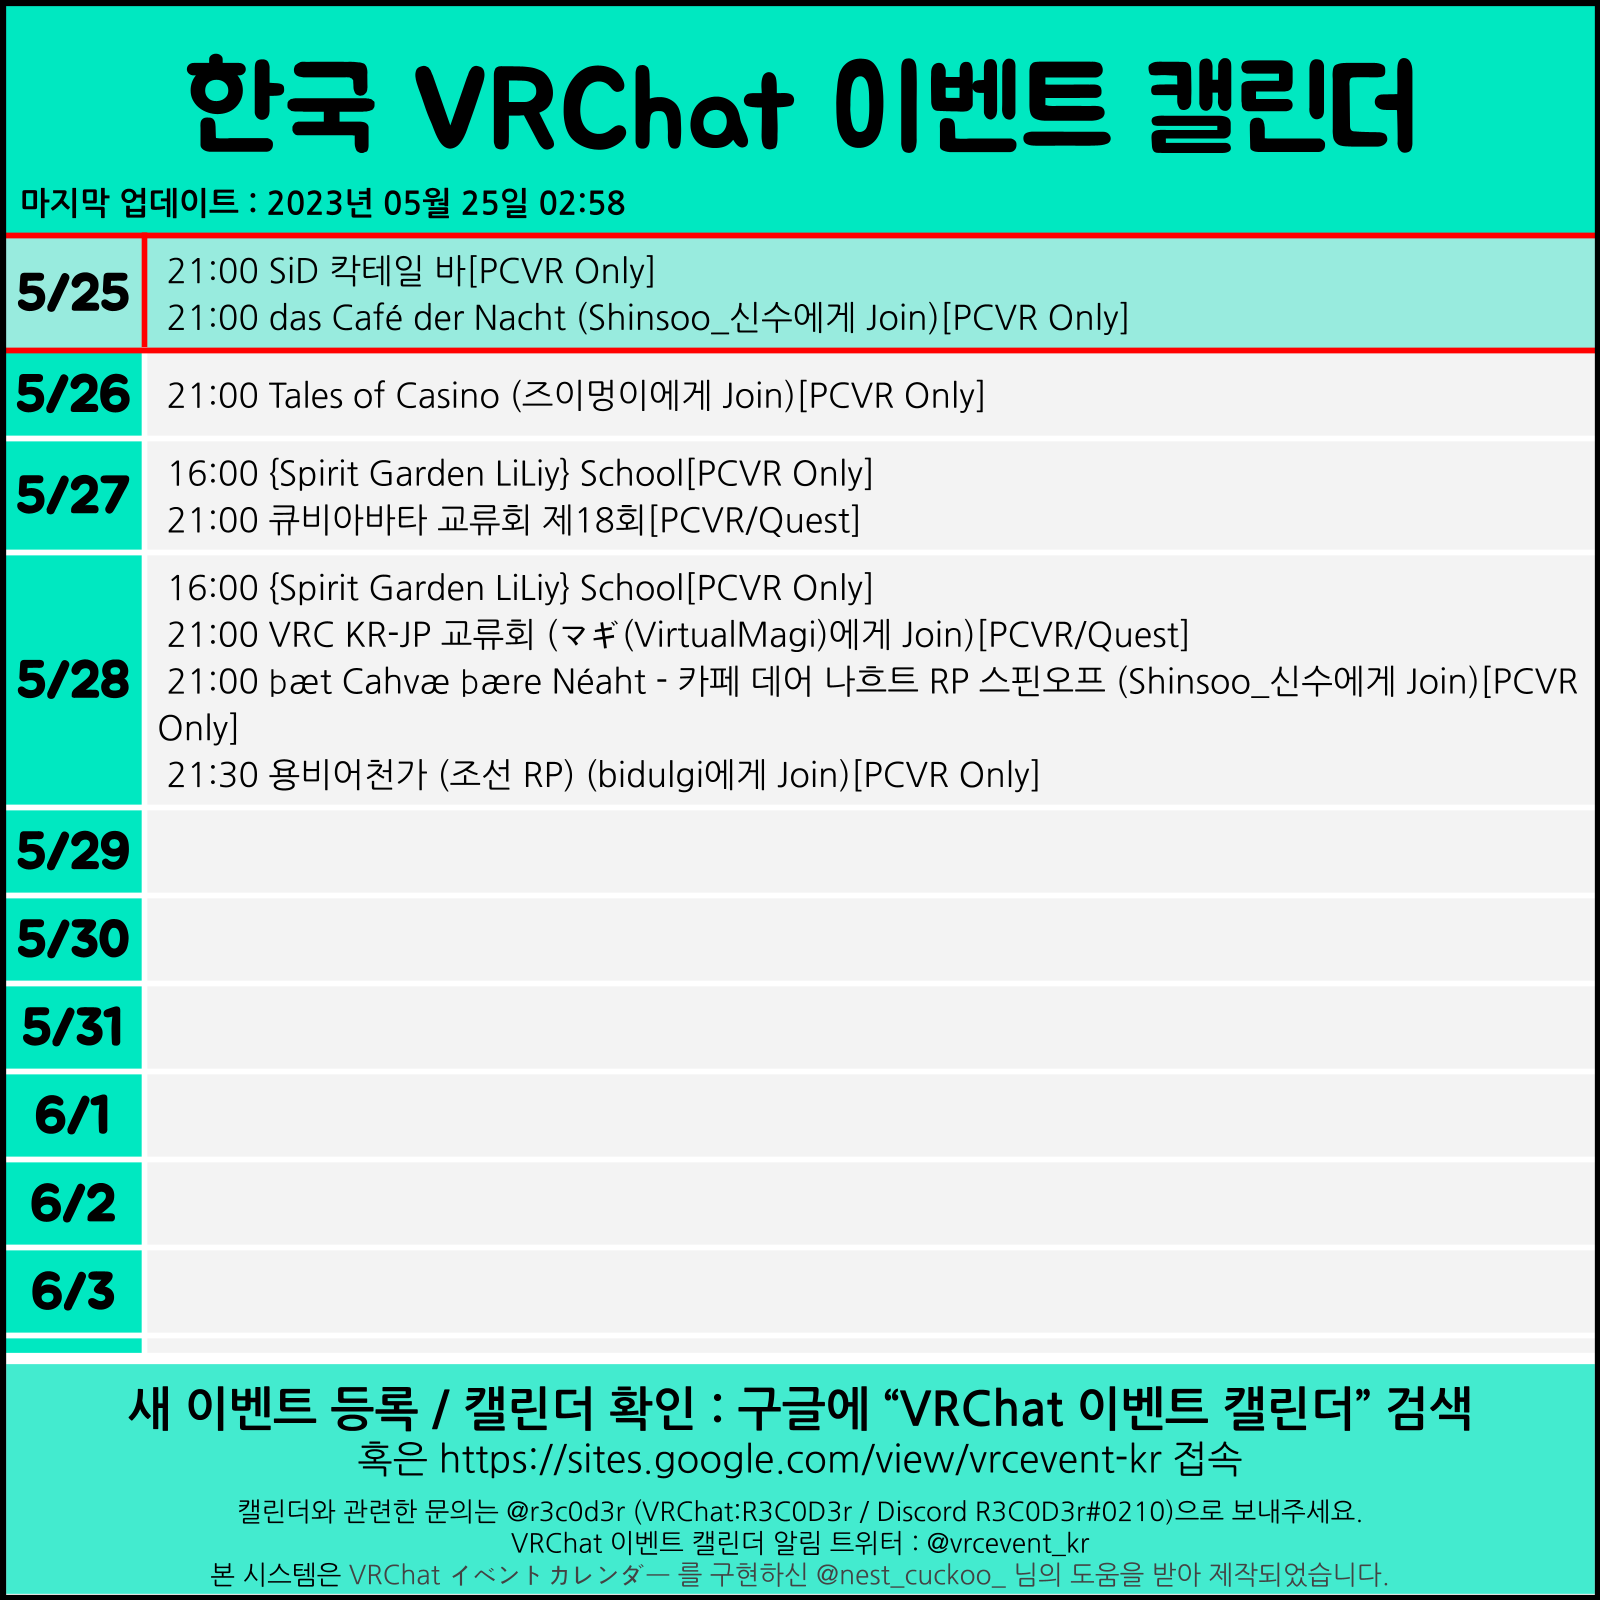 한국 VRChat 이벤트 캘린더
마지막 업데이트 : 2023년 05월 25일 02:58
5/25
21:00 SiD 칵테일 바[PCVR Only]
21:00 das Café der Nacht (Shinsoo_신수에게 Join)[PCVR Only]
5/26
21:00 Tales of Casino (즈이멍이에게 Join)[PCVR Only]
5/27
16:00 {Spirit Garden LiLiy} School[PCVR Only]
21:00 큐비아바타 교류회 제18회[PCVR/Quest]
5/28
16:00 {Spirit Garden LiLiy} School[PCVR Only]
21:00 VRC KR-JP 교류회 (マギ(VirtualMagi)에게 Join)[PCVR/Quest]
21:00 þæt Cahvæ þære Néaht - 카페 데어 나흐트 RP 스핀오프 (Shinsoo_신수에게 Join)[PCVR
Only]
21:30 용비어천가 (조선 RP) (bidulgi에게 Join)[PCVR Only]
5/29
5/30
5/31
6/1
6/2
6/3
새 이벤트 등록 / 캘린더 확인 : 구글에 “VRChat 이벤트 캘린더” 검색
혹은 https://sites.google.com/view/vrcevent-kr 접속
캘린더와 관련한 문의는 @r3c0d3r (VRChat:R3C0D3r / Discord R3C0D3r#0210)으로 보내주세요.
VRChat 이벤트 캘린더 알림 트위터 : @vrcevent_kr
본 시스템은 VRChat イベントカレンダー 를 구현하신 @nest_cuckoo_ 님의 도움을 받아 제작되었습니다.